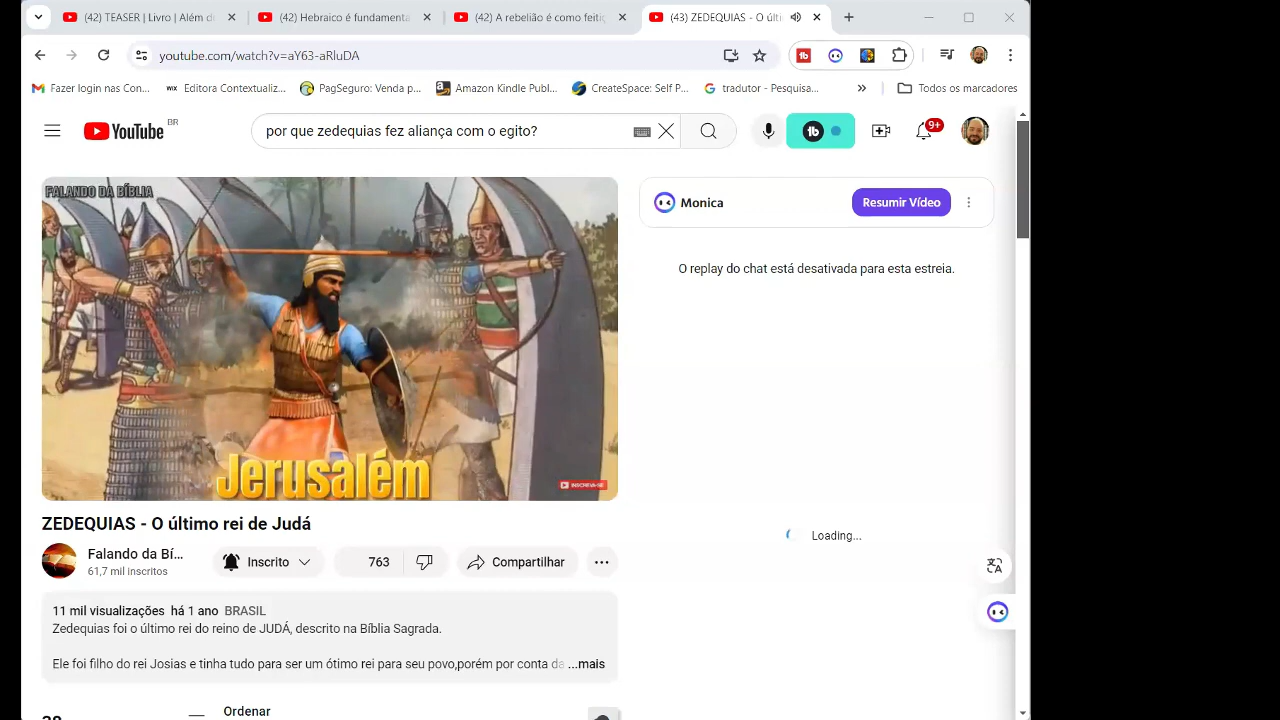 (42) TEASER | Livro | Além di
(42) Hebraico é fundamenta
(42) A rebelião é como feitiç
(43) ZEDEQUIAS - O últi
youtube.com/watch?v=aY63-aRIuDA
Fazer login nas Con...
WIX Editora Contextualiz...
PagSeguro: Venda p...
Amazon Kindle Publ...
CreateSpace: Self P...
tradutor - Pesquisa...
Todos os marcadores
YouTube BR
por que zedequias fez aliança com o egito?
9+
FALANDO DA BÍBLIA
Jerusalém
INSCREVA-SE
Monica
Resumir Vídeo
O replay do chat está desativada para esta estreia.
Loading...
ZEDEQUIAS - O último rei de Judá
Falando da Bí...
61,7 mil inscritos
Inscrito
763
Compartilhar
11 mil visualizações há 1 ano BRASIL
Zedequias foi o último rei do reino de JUDA
na Bíblia Sagrada.
Ele foi filho do rei Josias e tinha tudo para ser um ótimo rei para seu povo,porém por conta da ...mais
Ordenar